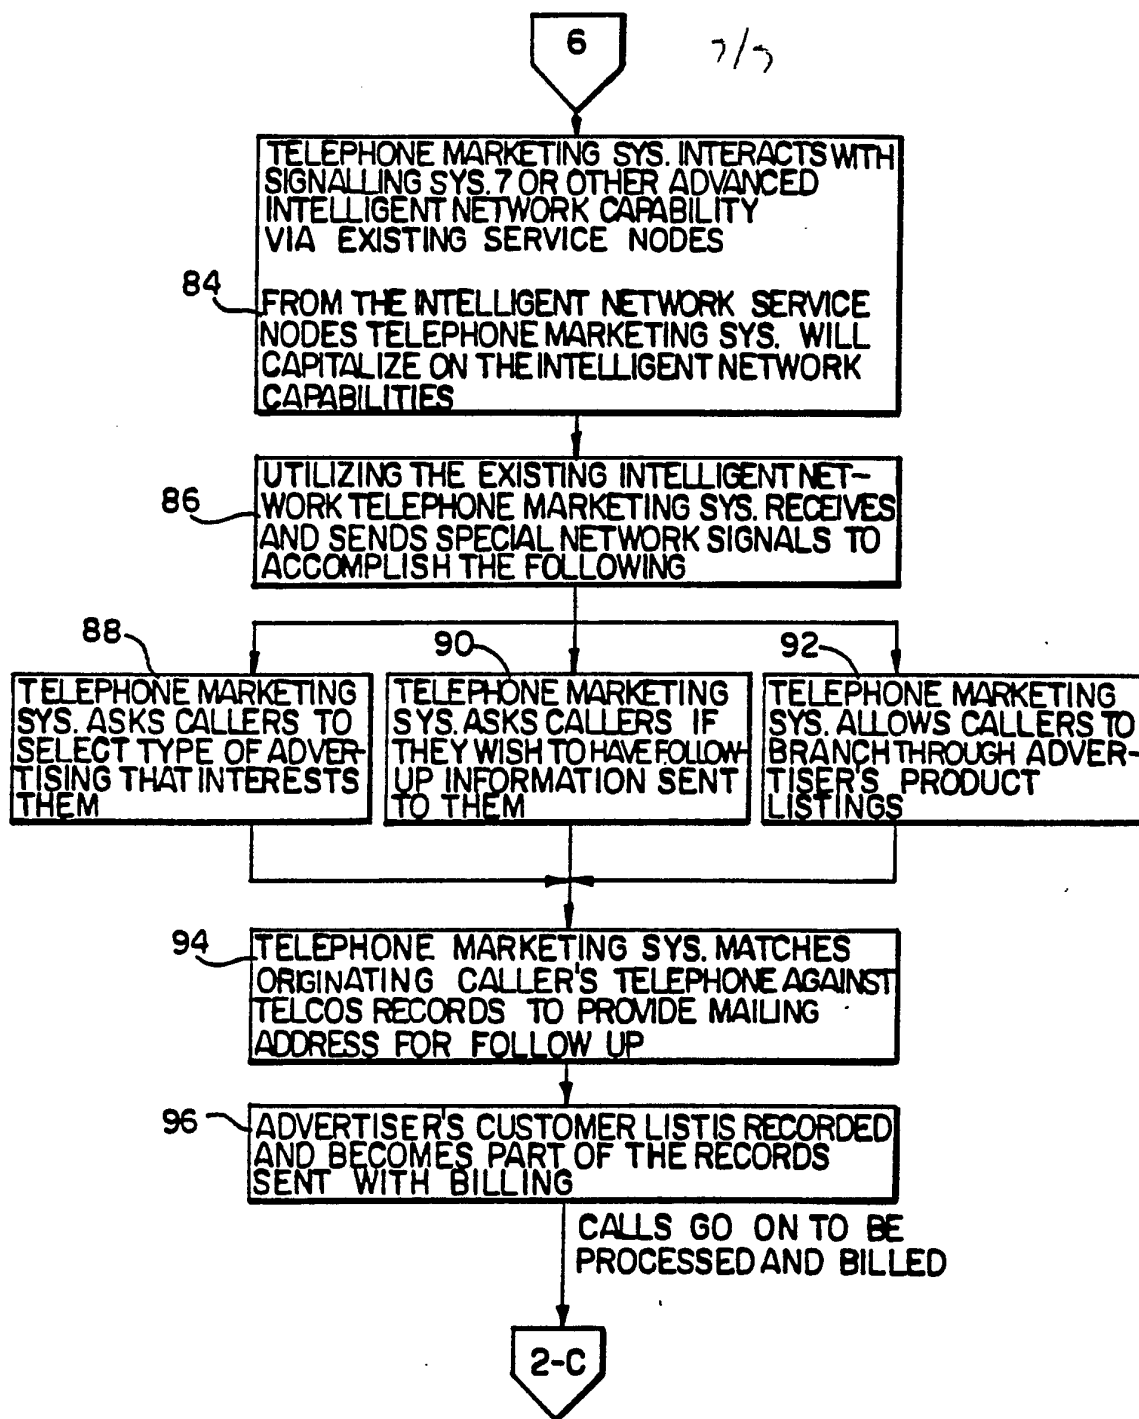 6
7/7
TELEPHONE MARKETING SYS. INTERACTS WITH
SIGNALLING SYS. 7 OR OTHER ADVANCED
INTELLIGENT NETWORK CAPABILITY
VIA EXISTING SERVICE NODES
84
FROM THE INTELLIGENT NETWORK SERVICE
NODES TELEPHONE MARKETING SYS. WILL
CAPITALIZE ON THE INTELLIGENT NETWORK
CAPABILITIES
86
UTILIZING THE EXISTING INTELLIGENT NET-
WORK TELEPHONE MARKETING SYS. RECEIVES
AND SENDS SPECIAL NETWORK SIGNALS TO
ACCOMPLISH THE FOLLOWING
88
TELEPHONE MARKETING
SYS. ASKS CALLERS TO
SELECT TYPE OF ADVER-
TISING THAT INTERESTS
THEM
90
TELEPHONE MARKETING
SYS. ASKS CALLERS IF
THEY WISH TO HAVE FOLLOW-
UP INFORMATION SENT
TO THEM
92
TELEPHONE MARKETING
SYS. ALLOWS CALLERS TO
BRANCH THROUGH ADVER-
TISER'S PRODUCT
LISTINGS
94
TELEPHONE MARKETING SYS. MATCHES
ORIGINATING CALLER'S TELEPHONE AGAINST
TELCOS RECORDS TO PROVIDE MAILING
ADDRESS FOR FOLLOW UP
96
ADVERTISER'S CUSTOMER LIST IS RECORDED
AND BECOMES PART OF THE RECORDS
SENT WITH BILLING
CALLS GO ON TO BE
PROCESSED AND BILLED
2-C